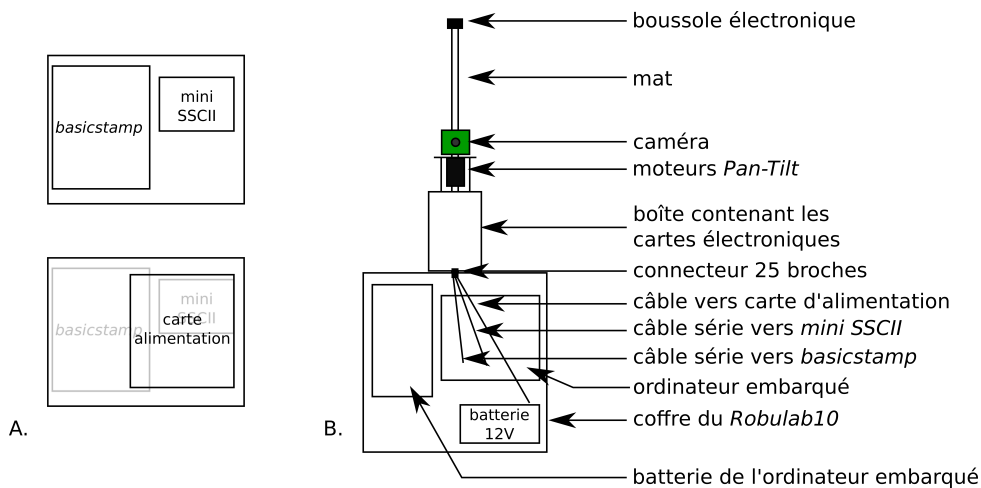 basicstamp
mini
SSCII
basicstamp
mini
SSCII
carte
alimentation
A.
boussole électronique
mat
caméra
moteurs Pan-Tilt
boîte contenant les
cartes électroniques
connecteur 25 broches
câble vers carte d'alimentation
câble série vers mini SSCII
câble série vers basicstamp
ordinateur embarqué
coffre du Robulab10
batterie
12V
B.
batterie de l'ordinateur embarqué